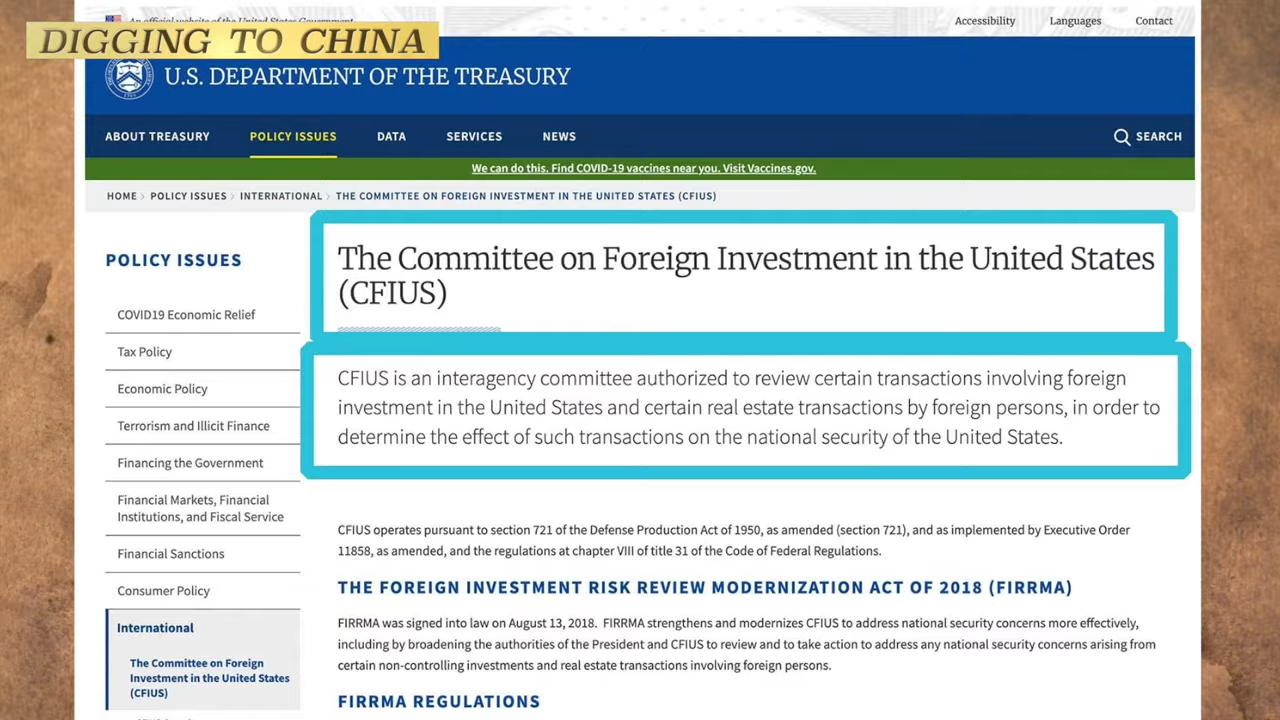 An official website of the United States Government
Accessibility
Languages
Contact
DIGGING TO CHINA
U.S. DEPARTMENT OF THE TREASURY
ABOUT TREASURY
POLICY ISSUES
DATA
SERVICES
NEWS
SEARCH
We can do this. Find COVID-19 vaccines near you. Visit Vaccines.gov.
HOME > POLICY ISSUES > INTERNATIONAL > THE COMMITTEE ON FOREIGN INVESTMENT IN THE UNITED STATES (CFIUS)
POLICY ISSUES
COVID19 Economic Relief
Tax Policy
Economic Policy
Terrorism and Illicit Finance
Financing the Government
Financial Markets, Financial
Institutions, and Fiscal Service
Financial Sanctions
Consumer Policy
International
The Committee on Foreign
Investment in the United States
(CFIUS)
The Committee on Foreign Investment in the United States
(CFIUS)
CFIUS is an interagency committee authorized to review certain transactions involving foreign
investment in the United States and certain real estate transactions by foreign persons, in order to
determine the effect of such transactions on the national security of the United States.
CFIUS operates pursuant to section 721 of the Defense Production Act of 1950, as amended (section 721), and as implemented by Executive Order
11858, as amended, and the regulations at chapter VIII of title 31 of the Code of Federal Regulations.
THE FOREIGN INVESTMENT RISK REVIEW MODERNIZATION ACT OF 2018 (FIRRMA)
FIRRMA was signed into law on August 13, 2018. FIRRMA strengthens and modernizes CFIUS to address national security concerns more effectively,
including by broadening the authorities of the President and CFIUS to review and to take action to address any national security concerns arising from
certain non-controlling investments and real estate transactions involving foreign persons.
FIRRMA REGULATIONS